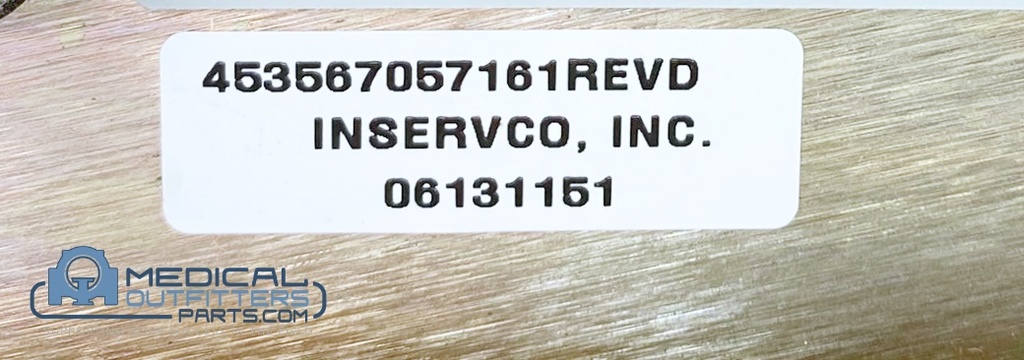 453567057161REVD
INSERVCO, INC.
06131151
MEDICAL
OUTFITTERS
PARTS.COM